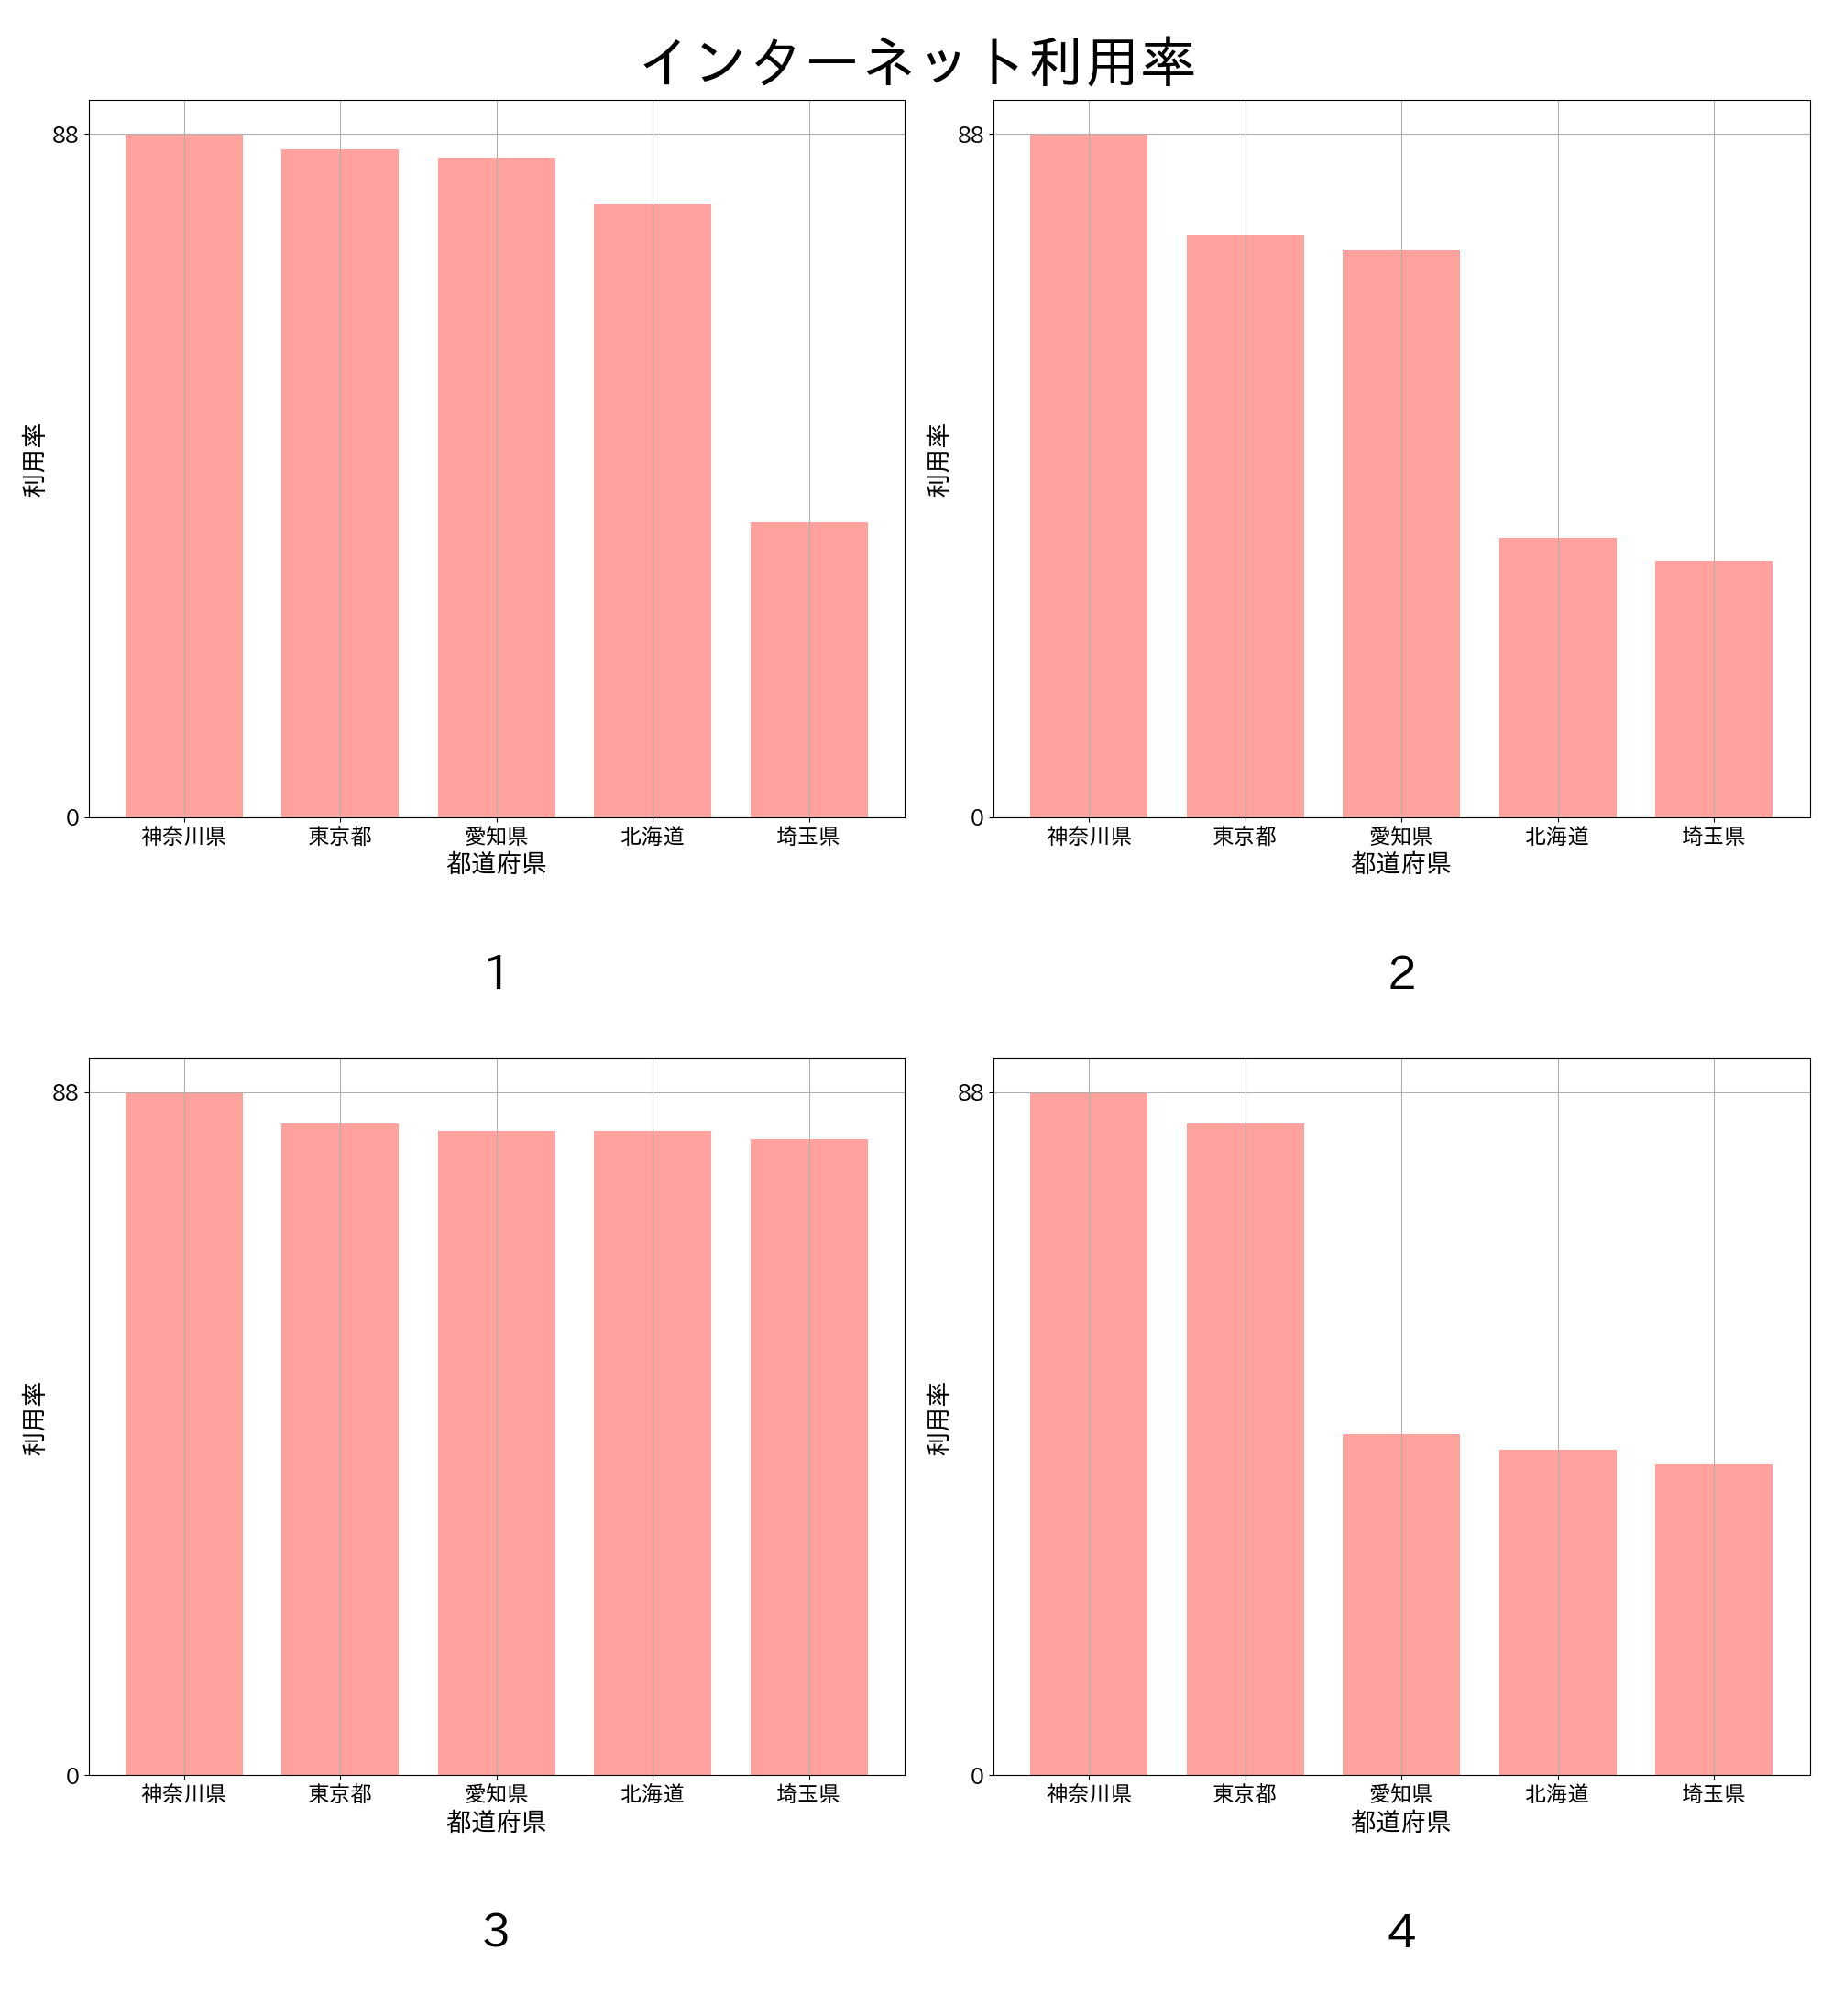 インターネット利用率
88
0
利用率
神奈川県 東京都 愛知県 北海道 埼玉県
都道府県
1
88
0
利用率
神奈川県 東京都 愛知県 北海道 埼玉県
都道府県
2
88
0
利用率
神奈川県 東京都 愛知県 北海道 埼玉県
都道府県
3
88
0
利用率
神奈川県 東京都 愛知県 北海道 埼玉県
都道府県
4